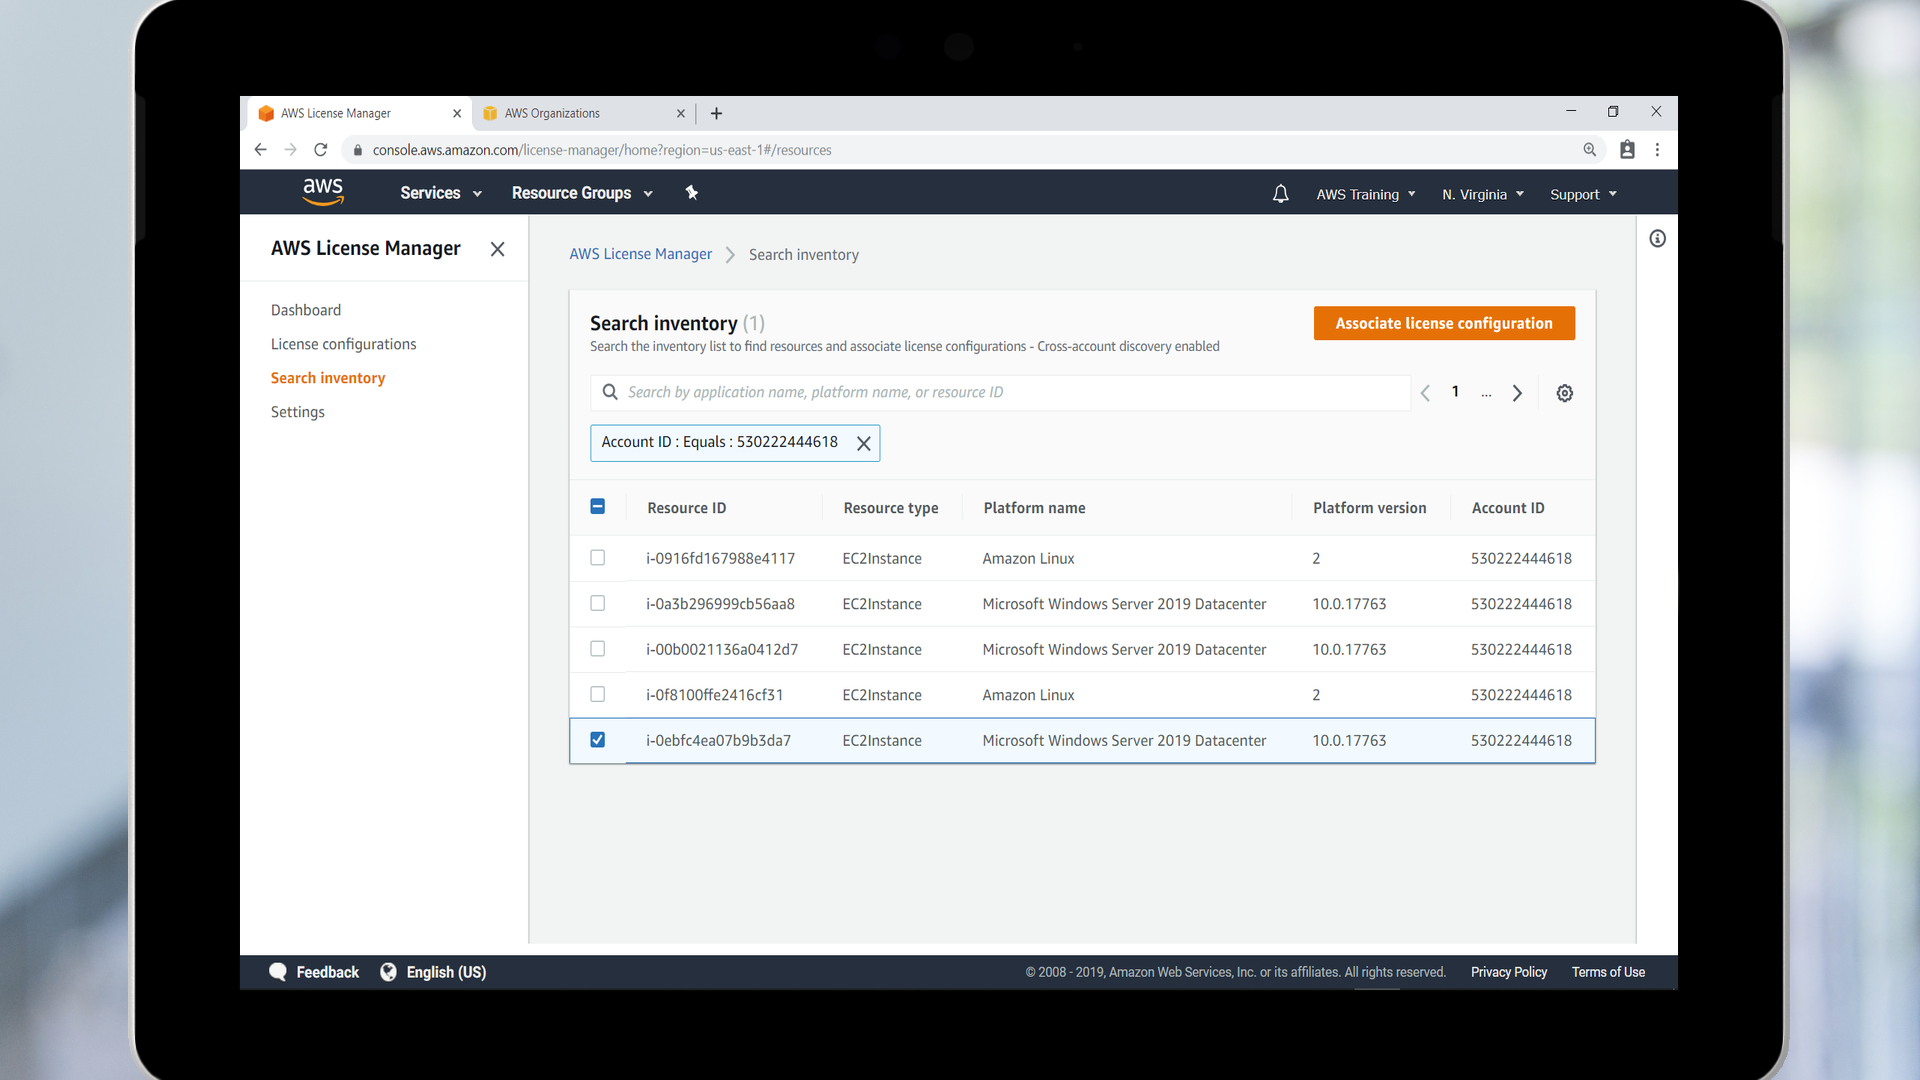 AWS License Manager
AWS Organizations
console.aws.amazon.com/license-manager/home?region=us-east-1#/resources
aws Services Resource Groups AWS Training N. Virginia Support
AWS License Manager
Dashboard
License configurations
Search inventory
Settings
AWS License Manager > Search inventory
Search inventory (1)
Associate license configuration
Search the inventory list to find resources and associate license configurations - Cross-account discovery enabled
Search by application name, platform name, or resource ID
1 ...
Account ID : Equals : 530222444618
Resource ID Resource type Platform name Platform version Account ID
i-0916fd167988e4117 EC2Instance Amazon Linux 2 530222444618
i-0a3b296999cb56aa8 EC2Instance Microsoft Windows Server 2019 Datacenter 10.0.17763 530222444618
i-00b0021136a0412d7 EC2Instance Microsoft Windows Server 2019 Datacenter 10.0.17763 530222444618
i-0f8100ffe2416cf31 EC2Instance Amazon Linux 2 530222444618
i-0ebfc4ea07b9b3da7 EC2Instance Microsoft Windows Server 2019 Datacenter 10.0.17763 530222444618
Feedback English (US) © 2008 - 2019, Amazon Web Services, Inc. or its affiliates. All rights reserved. Privacy Policy Terms of Use